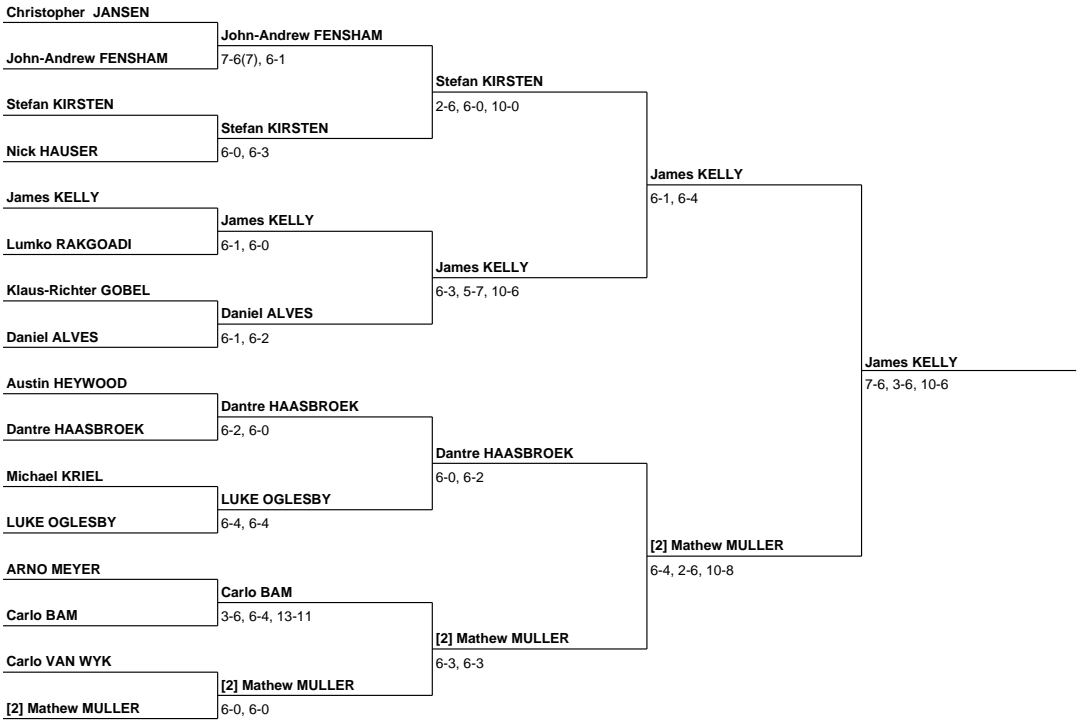 Christopher  JANSEN
John-Andrew FENSHAM
John-Andrew FENSHAM
7-6(7), 6-1
Stefan KIRSTEN
2-6, 6-0, 10-0
Stefan KIRSTEN
Stefan KIRSTEN
6-0, 6-3
Nick HAUSER
James KELLY
6-1, 6-4
James KELLY
James KELLY
6-1, 6-0
Lumko RAKGOADI
James KELLY
6-3, 5-7, 10-6
Klaus-Richter GOBEL
Daniel ALVES
6-1, 6-2
Daniel ALVES
James KELLY
7-6, 3-6, 10-6
Austin HEYWOOD
Dantre HAASBROEK
6-2, 6-0
Dantre HAASBROEK
Dantre HAASBROEK
6-0, 6-2
Michael KRIEL
LUKE OGLESBY
6-4, 6-4
LUKE OGLESBY
[2] Mathew MULLER
6-4, 2-6, 10-8
ARNO MEYER
Carlo BAM
3-6, 6-4, 13-11
Carlo BAM
[2] Mathew MULLER
6-3, 6-3
Carlo VAN WYK
[2] Mathew MULLER
6-0, 6-0
[2] Mathew MULLER